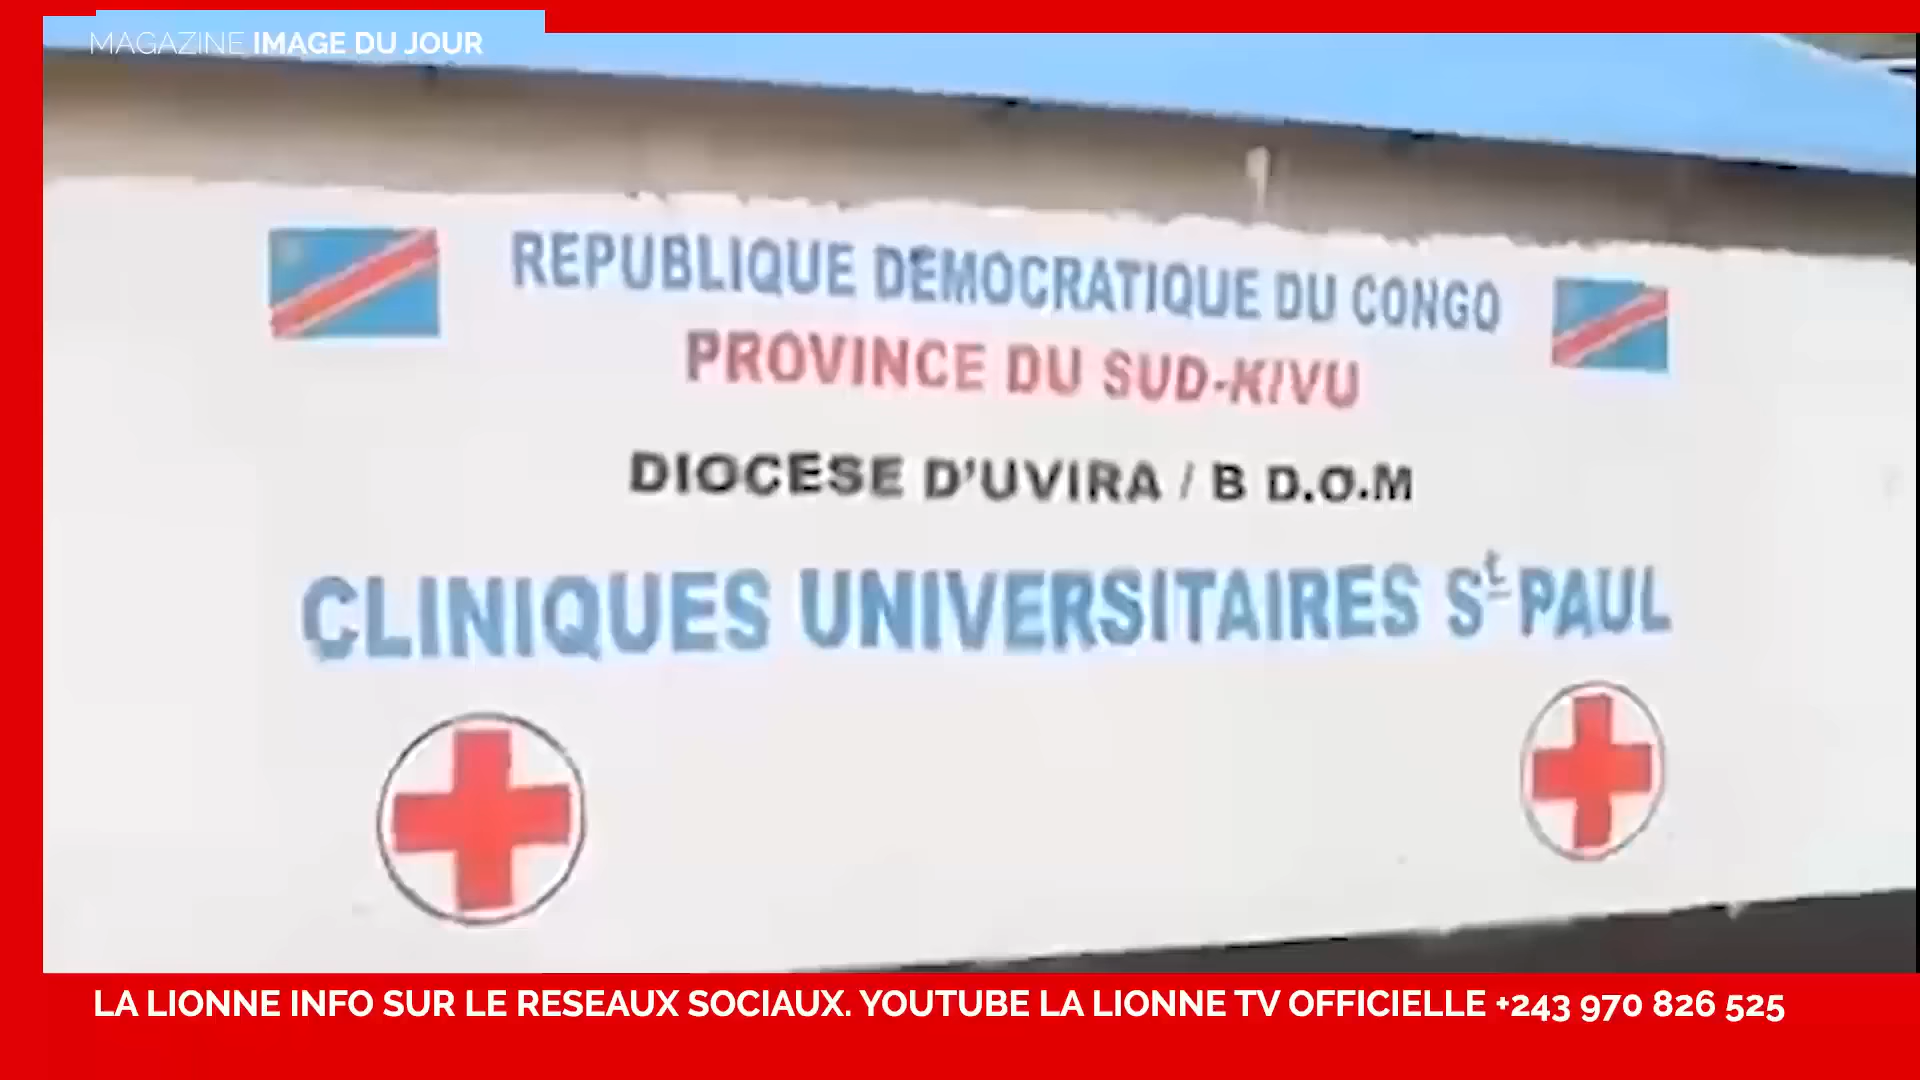 MAGAZINE IMAGE DU JOUR
REPUBLIQUE DEMOCRATIQUE DU CONGO
PROVINCE DU SUD-KIVU
DIOCESE D'UVIRA / B D.O.M
CLINIQUES UNIVERSITAIRES St PAUL
LA LIONNE INFO SUR LE RESEAUX SOCIAUX. YOUTUBE LA LIONNE TV OFFICIELLE +243 970 826 525